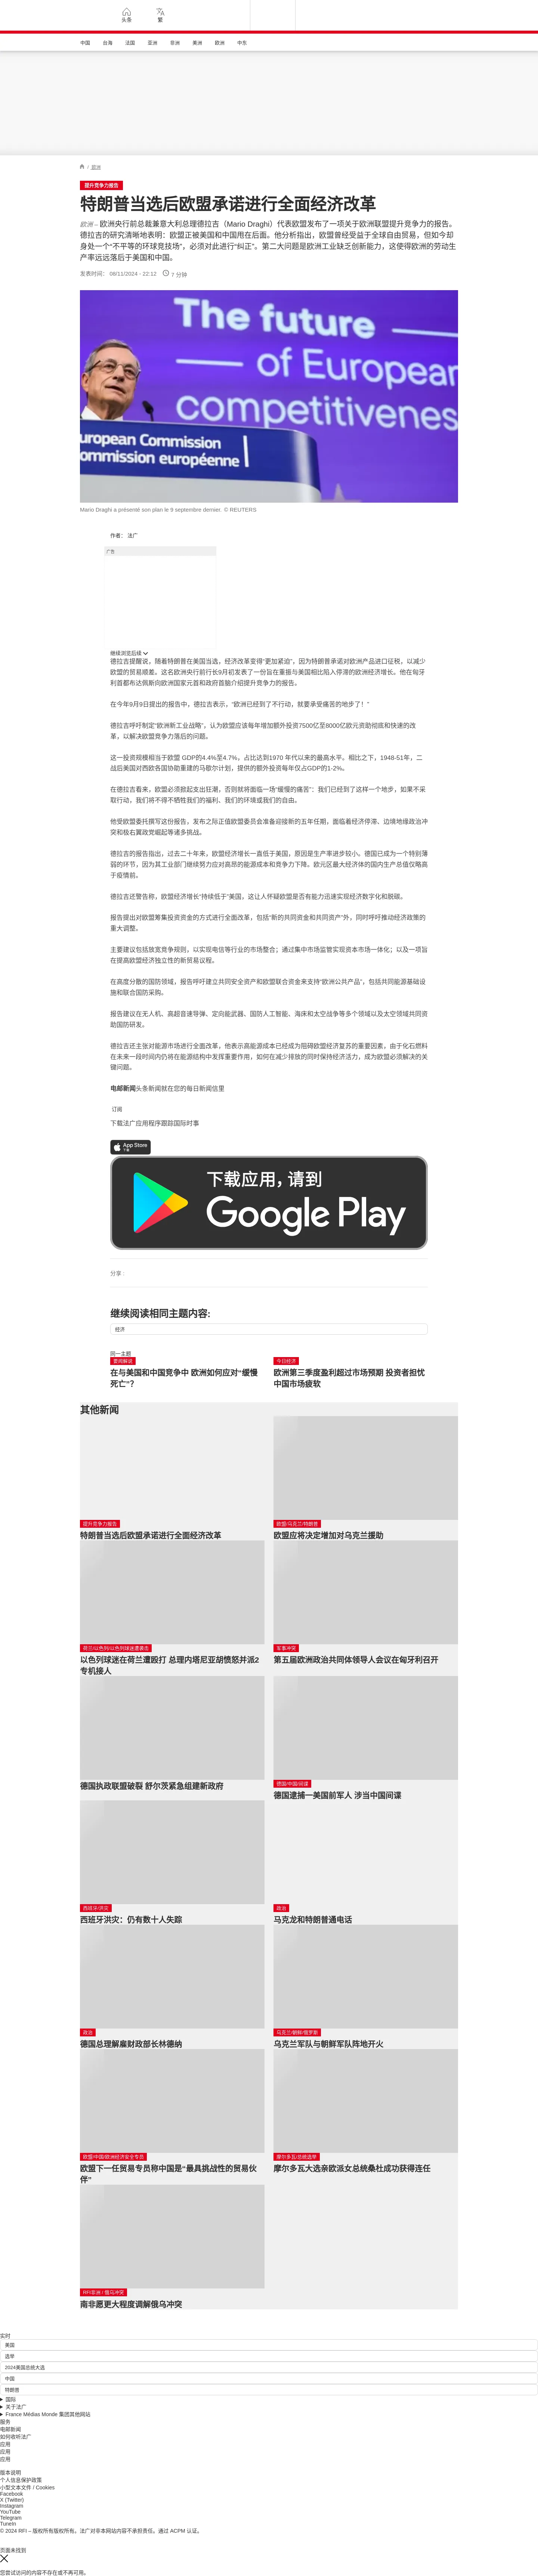 头条
繁
中国 台海 法国 亚洲 非洲 美洲 欧洲 中东
/ 欧洲
提升竞争力报告
特朗普当选后欧盟承诺进行全面经济改革
欧洲 – 欧洲央行前总裁兼意大利总理德拉吉（Mario Draghi）代表欧盟发布了一项关于欧洲联盟提升竞争力的报告。
德拉吉的研究清晰地表明：欧盟正被美国和中国甩在后面。他分析指出，欧盟曾经受益于全球自由贸易，但如今却
身处一个“不平等的环球竞技场”，必须对此进行“纠正”。第二大问题是欧洲工业缺乏创新能力，这使得欧洲的劳动生
产率远远落后于美国和中国。
发表时间： 08/11/2024 - 22:12 7 分钟
The future
of European
competitiveness
European Commission
Commission européenne
Mario Draghi a présenté son plan le 9 septembre dernier. © REUTERS
作者： 法广
广告
继续浏览后续
德拉吉提醒说，随着特朗普在美国当选，经济改革变得“更加紧迫”，因为特朗普承诺对欧洲产品进口征税，以减少
欧盟的贸易顺差。这名欧洲央行前行长9月初发表了一份旨在重振与美国相比陷入停滞的欧洲经济增长。他在匈牙
利首都布达佩斯向欧洲国家元首和政府首脑介绍提升竞争力的报告。
在今年9月9日提出的报告中，德拉吉表示，“欧洲已经到了不行动，就要承受痛苦的地步了！”
德拉吉呼吁制定“欧洲新工业战略”，认为欧盟应该每年增加额外投资7500亿至8000亿欧元资助彻底和快速的改
革，以解决欧盟竞争力落后的问题。
这一投资规模相当于欧盟 GDP的4.4%至4.7%，占比达到1970 年代以来的最高水平。相比之下，1948-51年，二
战后美国对西欧各国协助重建的马歇尔计划，提供的额外投资每年仅占GDP的1-2%。
在德拉吉看来，欧盟必须掀起支出狂潮，否则就将面临一场“缓慢的痛苦”：我们已经到了这样一个地步，如果不采
取行动，我们将不得不牺牲我们的福利、我们的环境或我们的自由。
他受欧盟委托撰写这份报告，发布之际正值欧盟委员会准备迎接新的五年任期，面临着经济停滞、边境地缘政治冲
突和极右翼政党崛起等诸多挑战。
德拉吉的报告指出，过去二十年来，欧盟经济增长一直低于美国，原因是生产率进步较小。德国已成为一个特别薄
弱的环节，因为其工业部门继续努力应对高昂的能源成本和竞争力下降。欧元区最大经济体的国内生产总值仅略高
于疫情前。
德拉吉还警告称，欧盟经济增长“持续低于”美国，这让人怀疑欧盟是否有能力迅速实现经济数字化和脱碳。
报告提出对欧盟筹集投资资金的方式进行全面改革，包括“新的共同资金和共同资产”外，同时呼吁推动经济政策的
重大调整。
主要建议包括放宽竞争规则，以实现电信等行业的市场整合；通过集中市场监管实现资本市场一体化；以及一项旨
在提高欧盟经济独立性的新贸易议程。
在高度分散的国防领域，报告呼吁建立共同安全资产和欧盟联合资金来支持“欧洲公共产品”，包括共同能源基础设
施和联合国防采购。
报告建议在无人机、高超音速导弹、定向能武器、国防人工智能、海床和太空战争等多个领域以及太空领域共同资
助国防研发。
德拉吉还主张对能源市场进行全面改革，他表示高能源成本已经成为阻碍欧盟经济复苏的重要因素，由于化石燃料
在未来一段时间内仍将在能源结构中发挥重要作用，如何在减少排放的同时保持经济活力，成为欧盟必须解决的关
键问题。
电邮新闻头条新闻就在您的每日新闻信里
订阅
下载法广应用程序跟踪国际时事
App Store
下载应用，请到
Google Play
分享 :
继续阅读相同主题内容:
经济
同一主题
要闻解说
在与美国和中国竞争中 欧洲如何应对“缓慢
死亡”？
今日经济
欧洲第三季度盈利超过市场预期 投资者担忧
中国市场疲软
其他新闻
提升竞争力报告
特朗普当选后欧盟承诺进行全面经济改革
欧盟/乌克兰/特朗普
欧盟应将决定增加对乌克兰援助
荷兰/以色列/以色列球迷遭袭击
以色列球迷在荷兰遭殴打 总理内塔尼亚胡愤怒并派2
专机接人
军事冲突
第五届欧洲政治共同体领导人会议在匈牙利召开
德国执政联盟破裂 舒尔茨紧急组建新政府
德国/中国/间谍
德国逮捕一美国前军人 涉当中国间谍
西班牙/洪灾
西班牙洪灾：仍有数十人失踪
政治
马克龙和特朗普通电话
政治
德国总理解雇财政部长林德纳
乌克兰/朝鲜/俄罗斯
乌克兰军队与朝鲜军队阵地开火
欧盟/中国/欧洲经济安全专员
欧盟下一任贸易专员称中国是“最具挑战性的贸易伙
伴”
摩尔多瓦/总统选举
摩尔多瓦大选亲欧派女总统桑杜成功获得连任
RFI非洲 / 俄乌冲突
南非愿更大程度调解俄乌冲突
实时
美国
选举
2024美国总统大选
中国
特朗普
国际
关于法广
France Médias Monde 集团其他网站
服务
电邮新闻
如何收听法广
应用
应用
应用
版本说明
个人信息保护政策
小型文本文件 / Cookies
Facebook
X (Twitter)
Instagram
YouTube
Telegram
TuneIn
© 2024 RFI – 版权所有版权所有。法广对非本网站内容不承担责任。通过 ACPM 认证。
页面未找到
您尝试访问的内容不存在或不再可用。